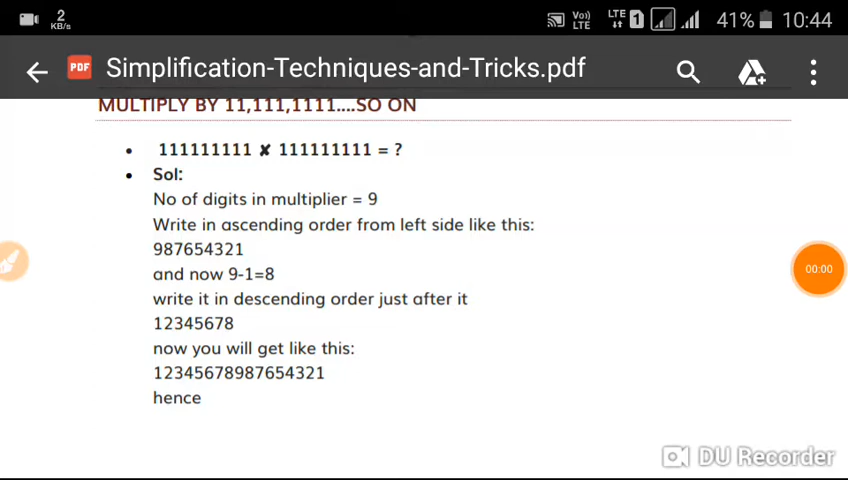 2
KB/s
Vo))
LTE
LTE
1
41%
10:44
PDF
Simplification-Techniques-and-Tricks.pdf
MULTIPLY BY 11,111,1111....SO ON
• 111111111 ✘ 111111111 = ?
• Sol:
No of digits in multiplier = 9
Write in ascending order from left side like this:
987654321
and now 9-1=8
write it in descending order just after it
12345678
now you will get like this:
12345678987654321
hence
00:00
DU Recorder